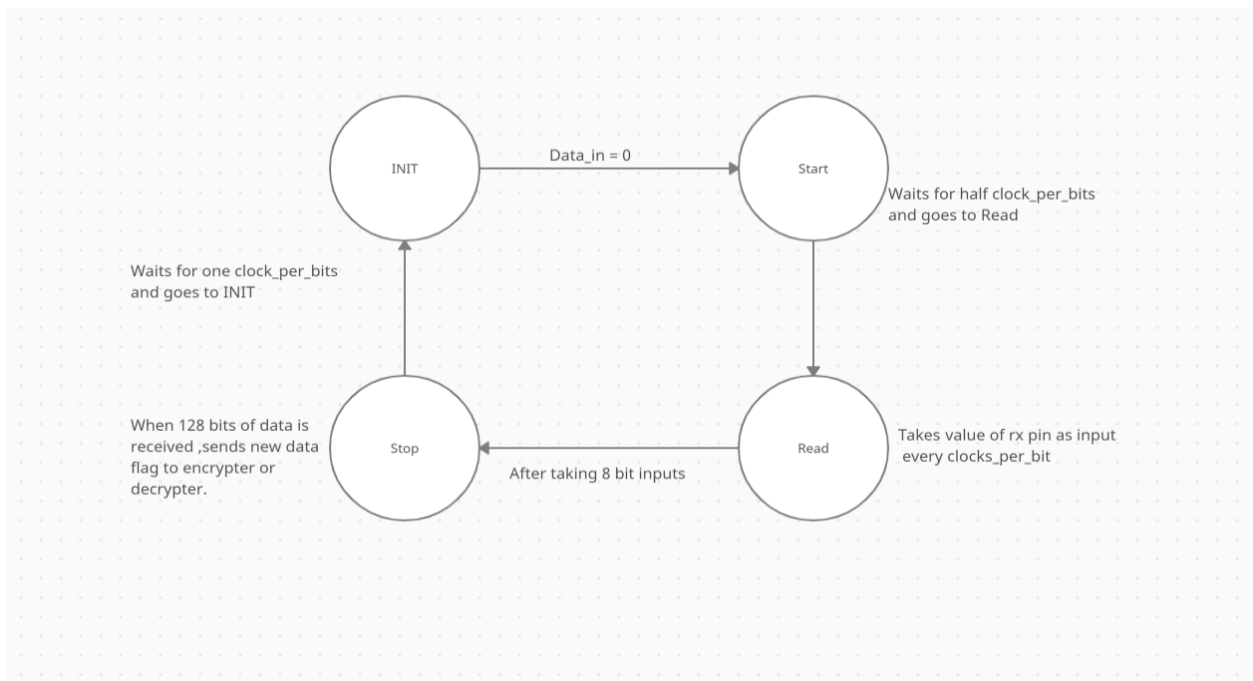 INIT
Data_in = 0
Start
Waits for half clock_per_bits
and goes to Read
Waits for one clock_per_bits
and goes to INIT
When 128 bits of data is
received ,sends new data
flag to encrypter or
decrypter.
Stop
After taking 8 bit inputs
Read
Takes value of rx pin as input
every clocks_per_bit